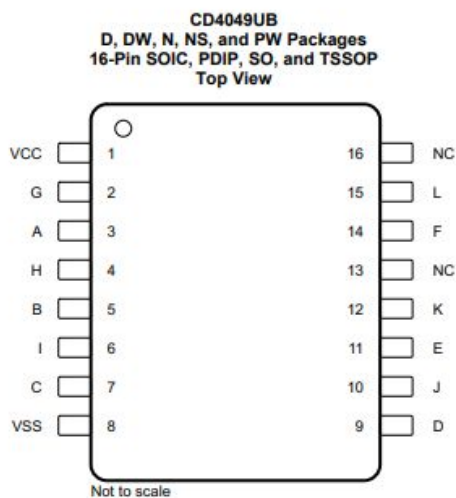 CD4049UB
D, DW, N, NS, and PW Packages
16-Pin SOIC, PDIP, SO, and TSSOP
Top View
VCC 1 16 NC
G 2 15 L
A 3 14 F
H 4 13 NC
B 5 12 K
I 6 11 E
C 7 10 J
VSS 8 9 D
Not to scale